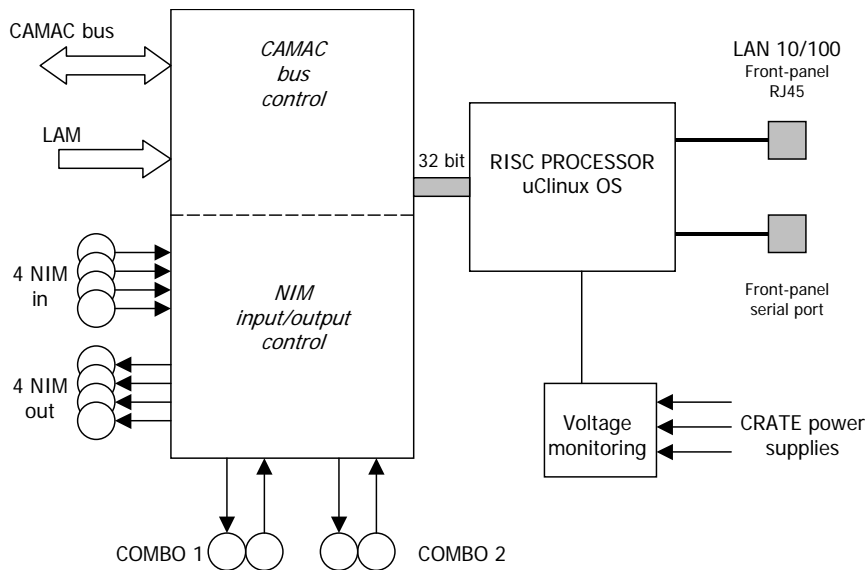 CAMAC bus
LAM
4 NIM
in
4 NIM
out
CAMAC
bus
control
NIM
input/output
control
32 bit
RISC PROCESSOR
uClinux OS
LAN 10/100
Front-panel
RJ45
Front-panel
serial port
Voltage
monitoring
CRATE power
supplies
COMBO 1
COMBO 2